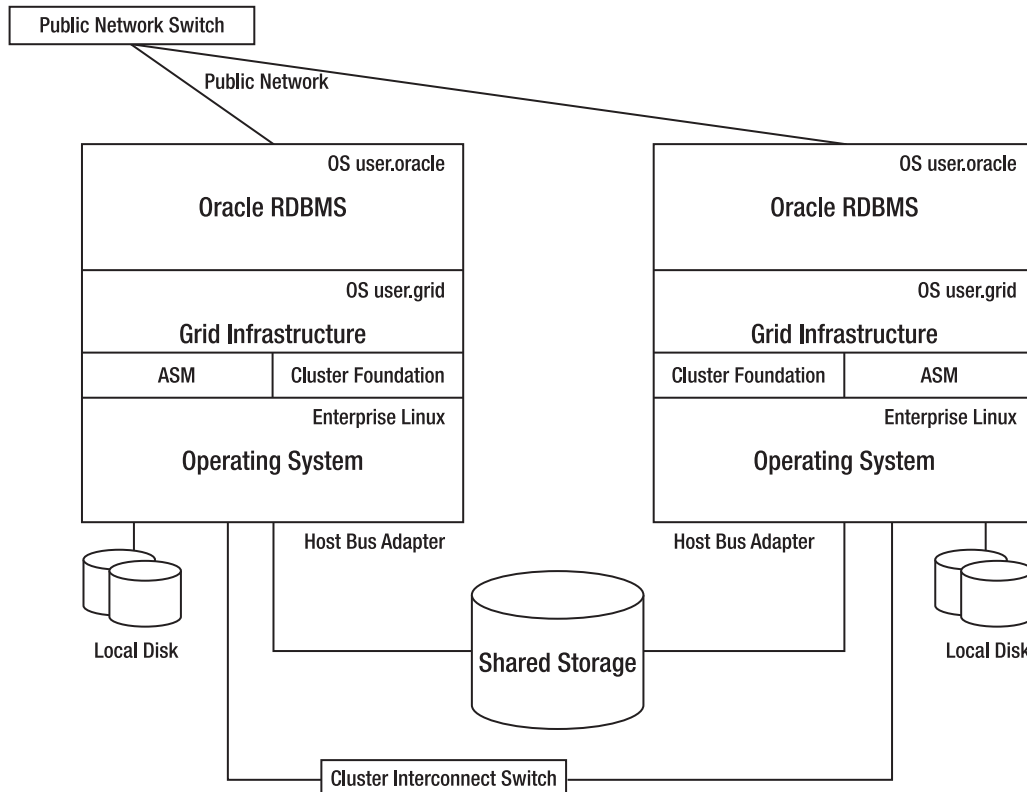 Public Network Switch
Public Network
OS user.oracle
Oracle RDBMS
OS user.grid
Grid Infrastructure
ASM
Cluster Foundation
Enterprise Linux
Operating System
Host Bus Adapter
Local Disk
OS user.oracle
Oracle RDBMS
OS user.grid
Grid Infrastructure
Cluster Foundation
ASM
Enterprise Linux
Operating System
Host Bus Adapter
Local Disk
Shared Storage
Cluster Interconnect Switch